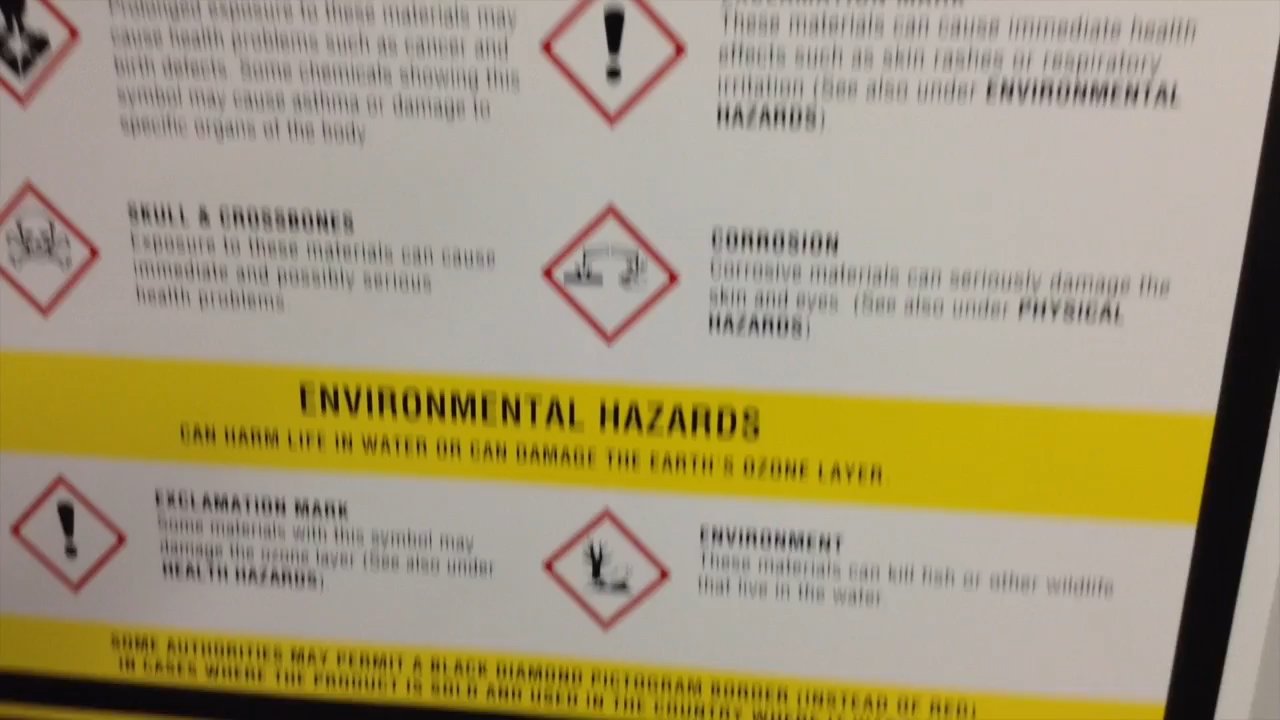 Prolonged exposure to these materials may
cause health problems such as cancer and
birth defects. Some chemicals showing this
symbol may cause asthma or damage to
specific organs of the body
EXCLAMATION MARK
These materials can cause immediate health
effects such as skin rashes or respiratory
irritation (See also under ENVIRONMENTAL
HAZARDS)
SKULL & CROSSBONES
Exposure to these materials can cause
immediate and possibly serious
health problems
CORROSION
Corrosive materials can seriously damage the
skin and eyes. (See also under PHYSICAL
HAZARDS)
ENVIRONMENTAL HAZARDS
CAN HARM LIFE IN WATER OR CAN DAMAGE THE EARTH'S OZONE LAYER
EXCLAMATION MARK
Some materials with this symbol may
damage the ozone layer (See also under
HEALTH HAZARDS)
ENVIRONMENT
These materials can kill fish or other wildlife
that live in the water
SOME AUTHORITIES MAY PERMIT A BLACK DIAMOND PICTOGRAM BORDER (INSTEAD OF RED)
IN CASES WHERE THE PRODUCT IS SOLD AND USED IN THE COUNTRY WHERE